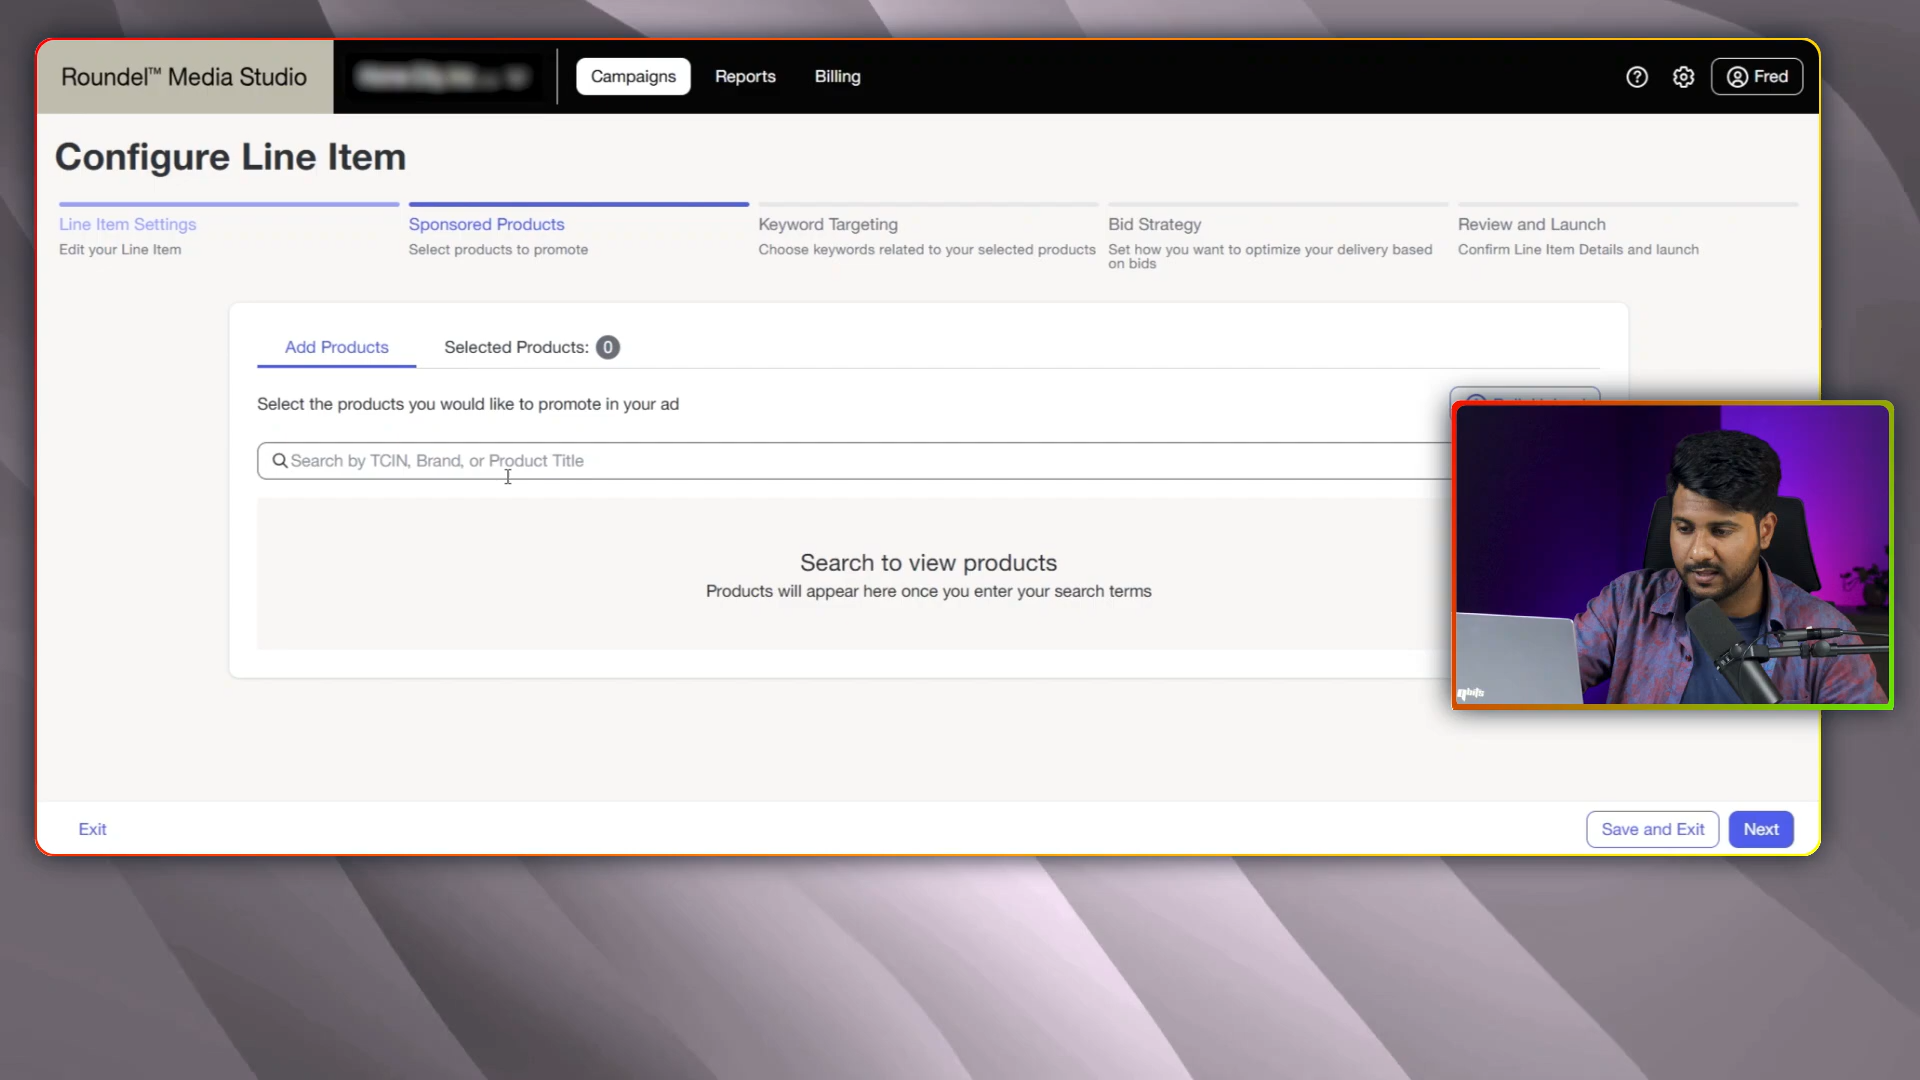 Roundel™ Media Studio
Campaigns
Reports
Billing
Fred
Configure Line Item
Line Item Settings
Edit your Line Item
Sponsored Products
Select products to promote
Keyword Targeting
Choose keywords related to your selected products
Bid Strategy
Set how you want to optimize your delivery based
on bids
Review and Launch
Confirm Line Item Details and launch
Add Products
Selected Products: 0
Select the products you would like to promote in your ad
Search by TCIN, Brand, or Product Title
Search to view products
Products will appear here once you enter your search terms
qbits
Exit
Save and Exit
Next